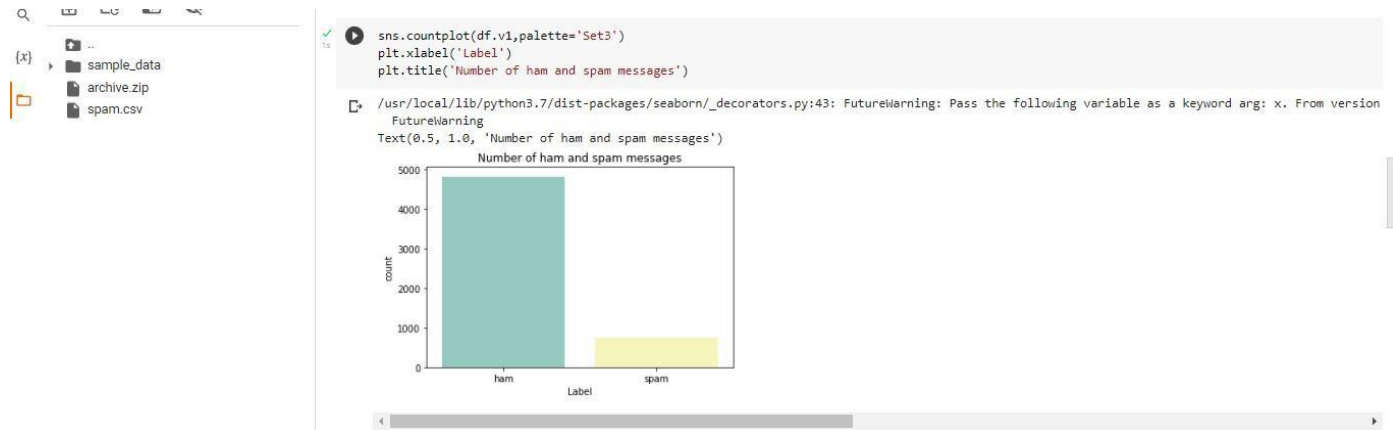 {x}
..
sample_data
archive.zip
spam.csv
1s
sns.countplot(df.v1,palette='Set3')
plt.xlabel('Label')
plt.title('Number of ham and spam messages')
/usr/local/lib/python3.7/dist-packages/seaborn/_decorators.py:43: FutureWarning: Pass the following variable as a keyword arg: x. From version
FutureWarning
Text(0.5, 1.0, 'Number of ham and spam messages')
Number of ham and spam messages
5000
4000
3000
2000
1000
0
count
ham spam
Label